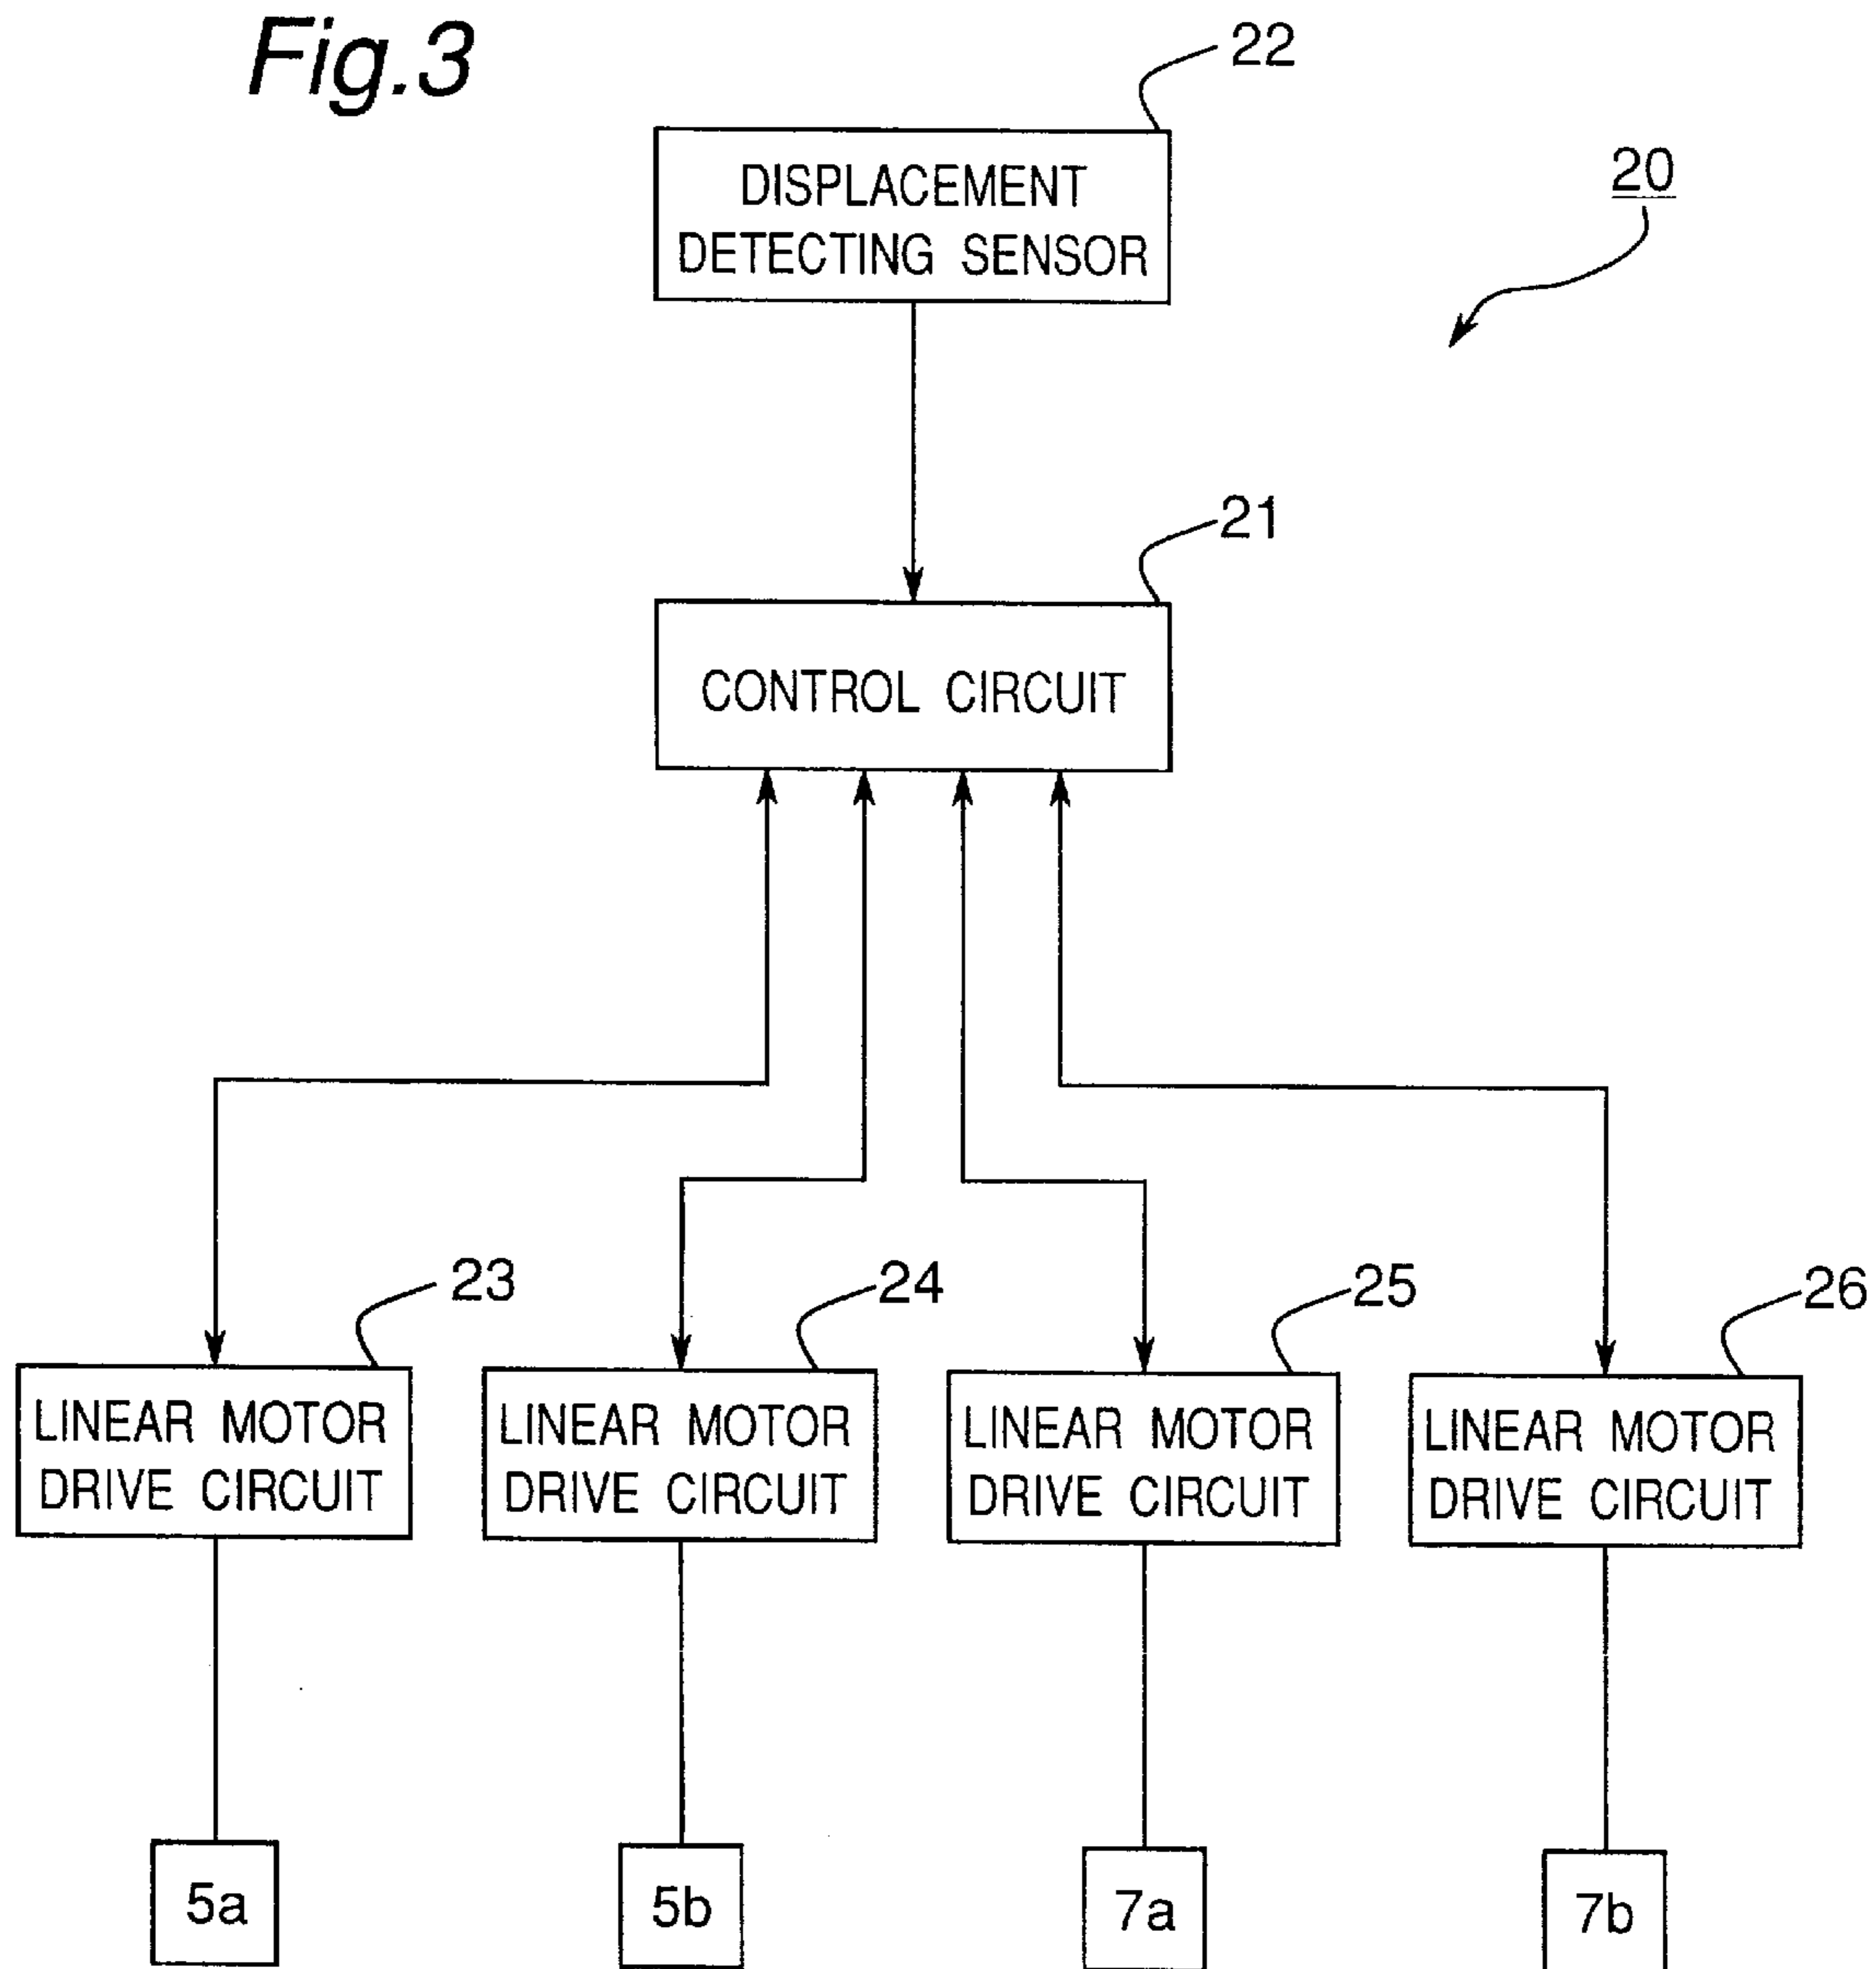 Fig.3
22
DISPLACEMENT
DETECTING SENSOR
20
21
CONTROL CIRCUIT
23
LINEAR MOTOR
DRIVE CIRCUIT
24
LINEAR MOTOR
DRIVE CIRCUIT
25
LINEAR MOTOR
DRIVE CIRCUIT
26
LINEAR MOTOR
DRIVE CIRCUIT
5a
5b
7a
7b